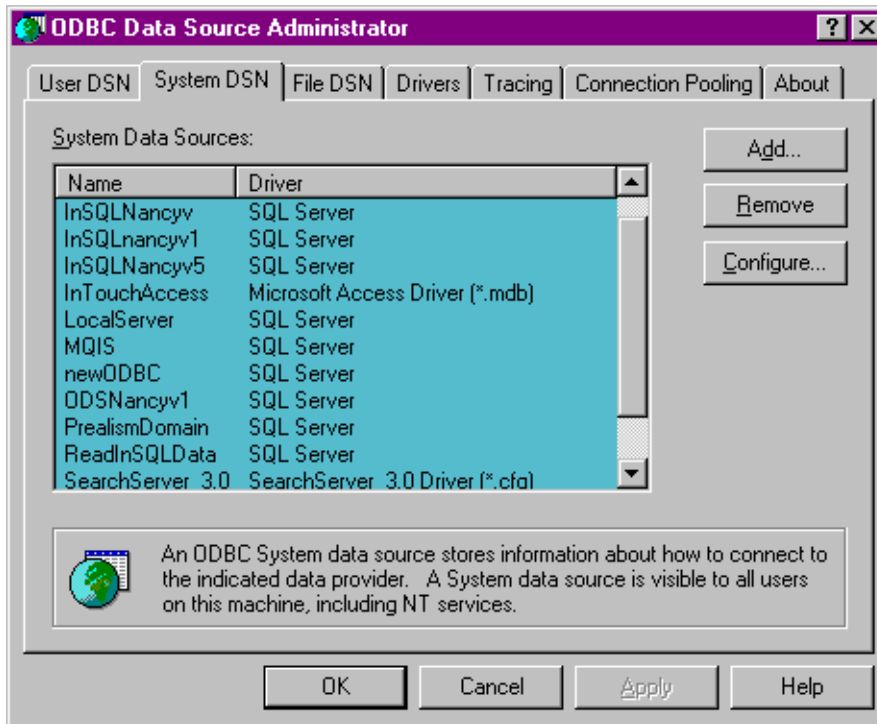 ODBC Data Source Administrator
User DSN System DSN File DSN Drivers Tracing Connection Pooling About
System Data Sources:
Name Driver
InSQLNancyv SQL Server
InSQLnancyv1 SQL Server
InSQLNancyv5 SQL Server
InTouchAccess Microsoft Access Driver (*.mdb)
LocalServer SQL Server
MQIS SQL Server
newODBC SQL Server
ODSNancyv1 SQL Server
PrealismDomain SQL Server
ReadInSQLData SQL Server
SearchServer_3.0 SearchServer_3.0 Driver (*.cfg)
Add...
Remove
Configure...
An ODBC System data source stores information about how to connect to
the indicated data provider. A System data source is visible to all users
on this machine, including NT services.
OK Cancel Apply Help